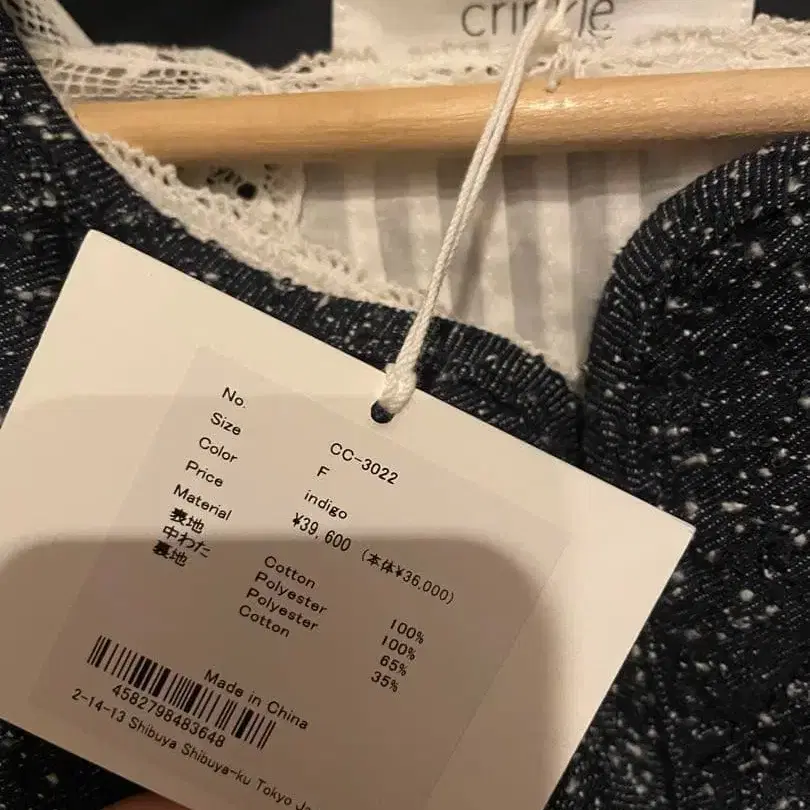 crinkle
No. CC-3022
Size F
Color indigo
Price ¥39,600 (本体¥36,000)
Material
表地 Cotton 100%
中わた Polyester 100%
裏地 Polyester 65%
Cotton 35%
Made in China
4582798483648
2-14-13 Shibuya Shibuya-ku Tokyo